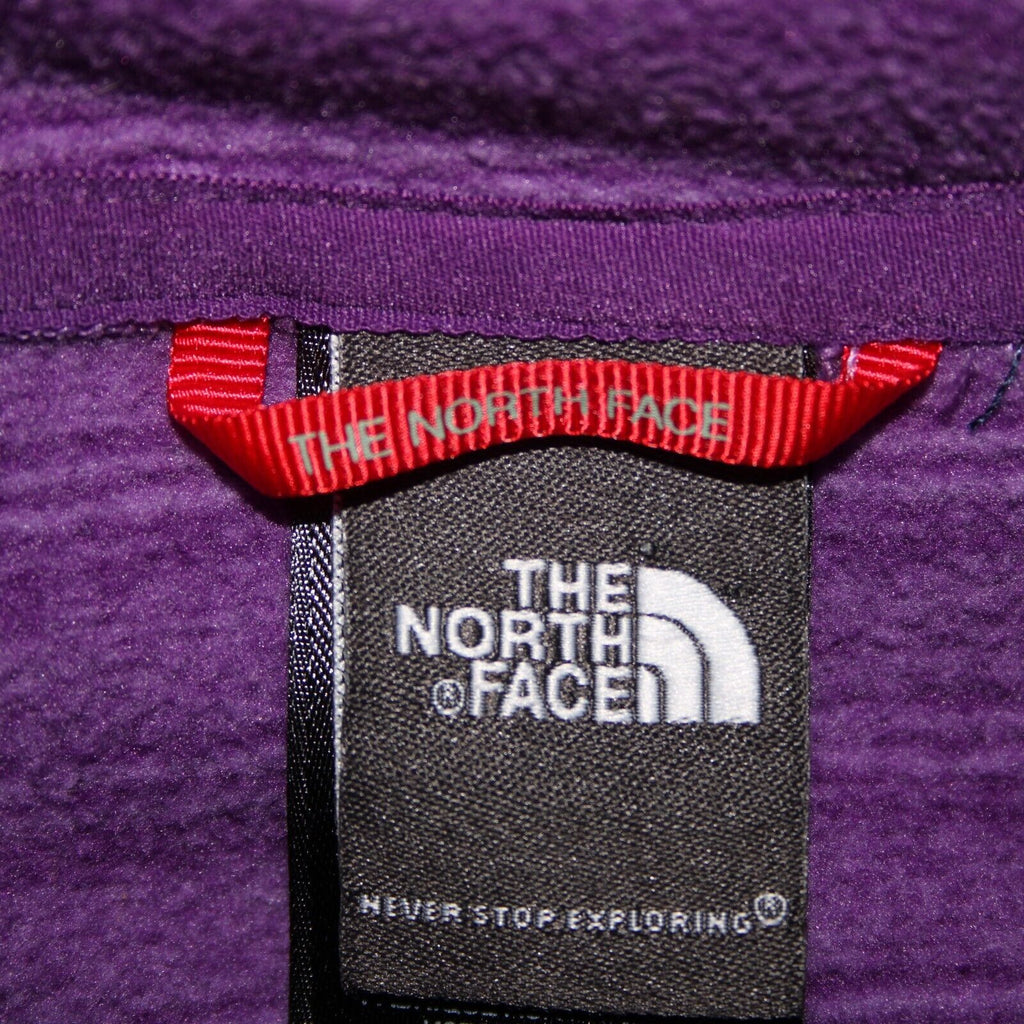 THE NORTH FACE
THE
NORTH
®FACE
NEVER STOP EXPLORING®